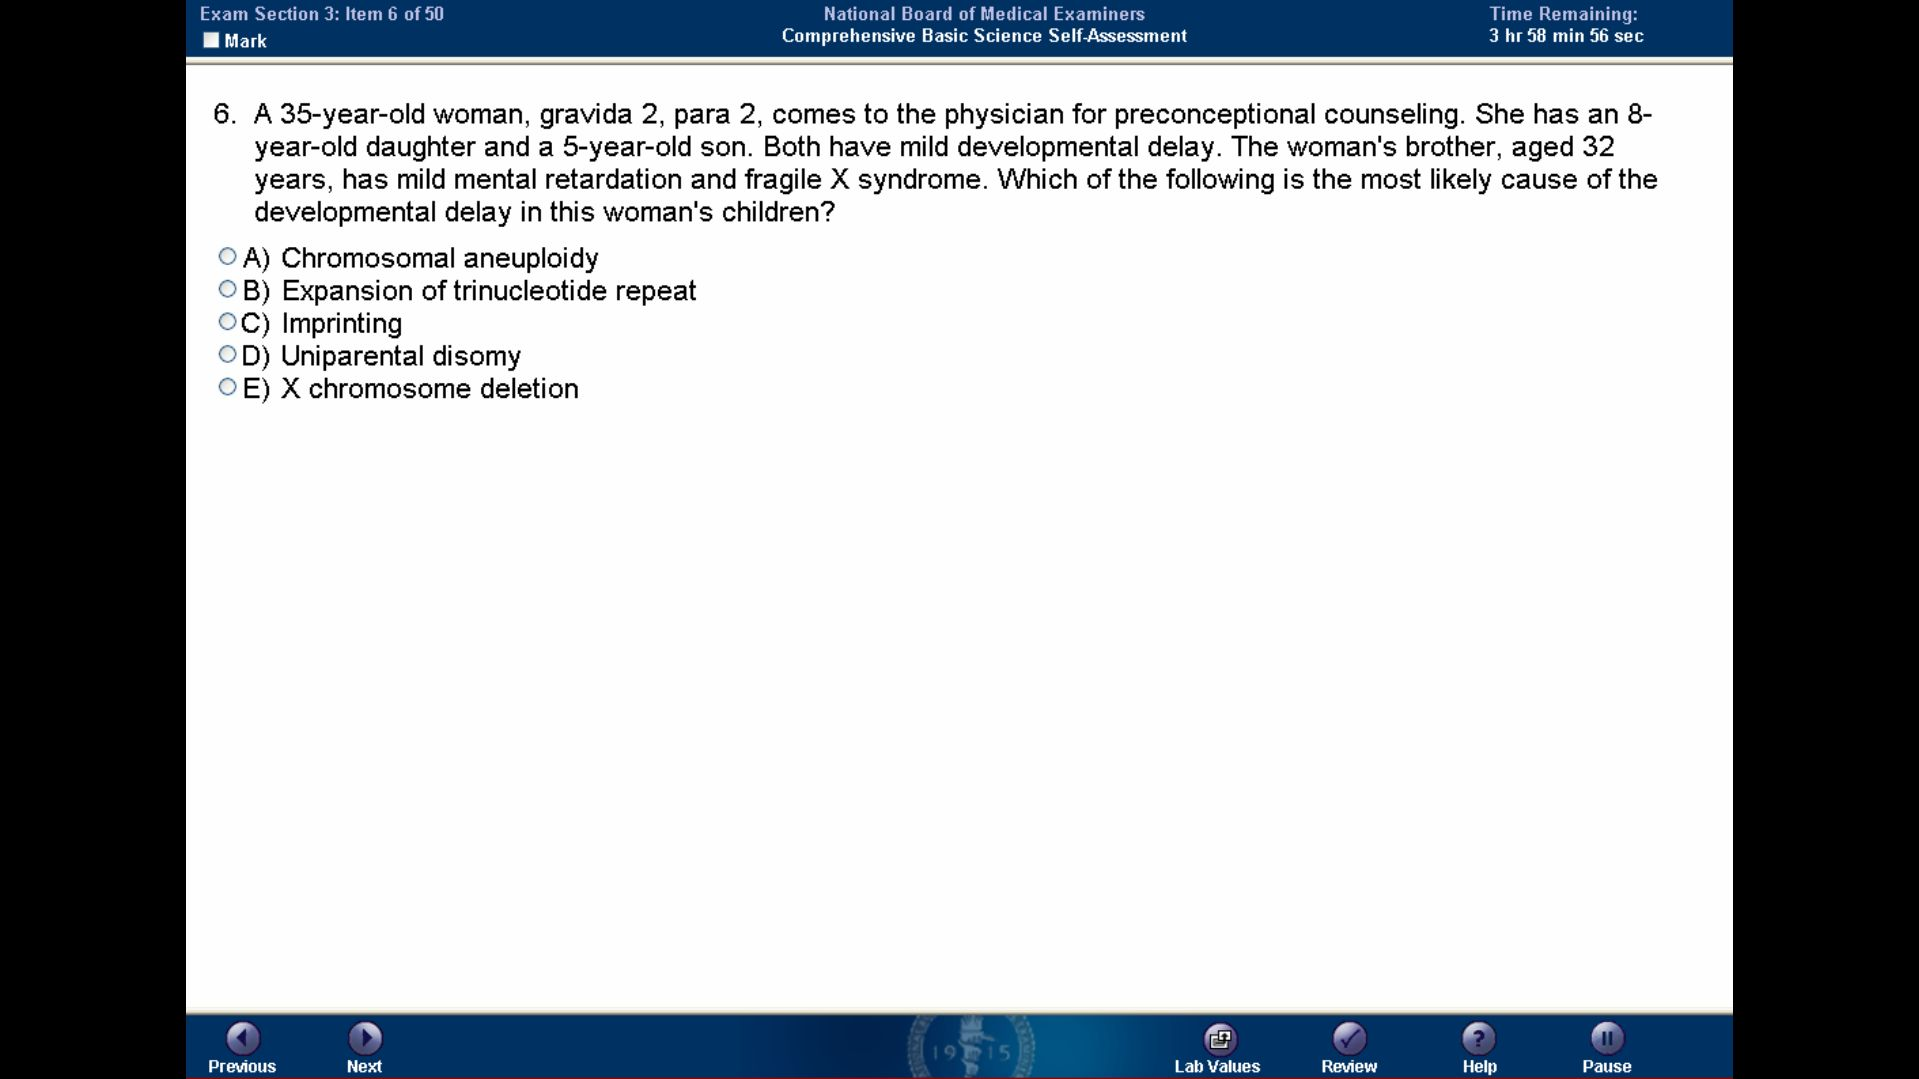 Exam Section 3: Item 6 of 50
National Board of Medical Examiners
Time Remaining:
Mark
Comprehensive Basic Science Self-Assessment
3 hr 58 min 56 sec
6. A 35-year-old woman, gravida 2, para 2, comes to the physician for preconceptional counseling. She has an 8-
year-old daughter and a 5-year-old son. Both have mild developmental delay. The woman's brother, aged 32
years, has mild mental retardation and fragile X syndrome. Which of the following is the most likely cause of the
developmental delay in this woman's children?
A) Chromosomal aneuploidy
B) Expansion of trinucleotide repeat
C) Imprinting
D) Uniparental disomy
E) X chromosome deletion
1915
Previous
Next
Lab Values
Review
Help
Pause